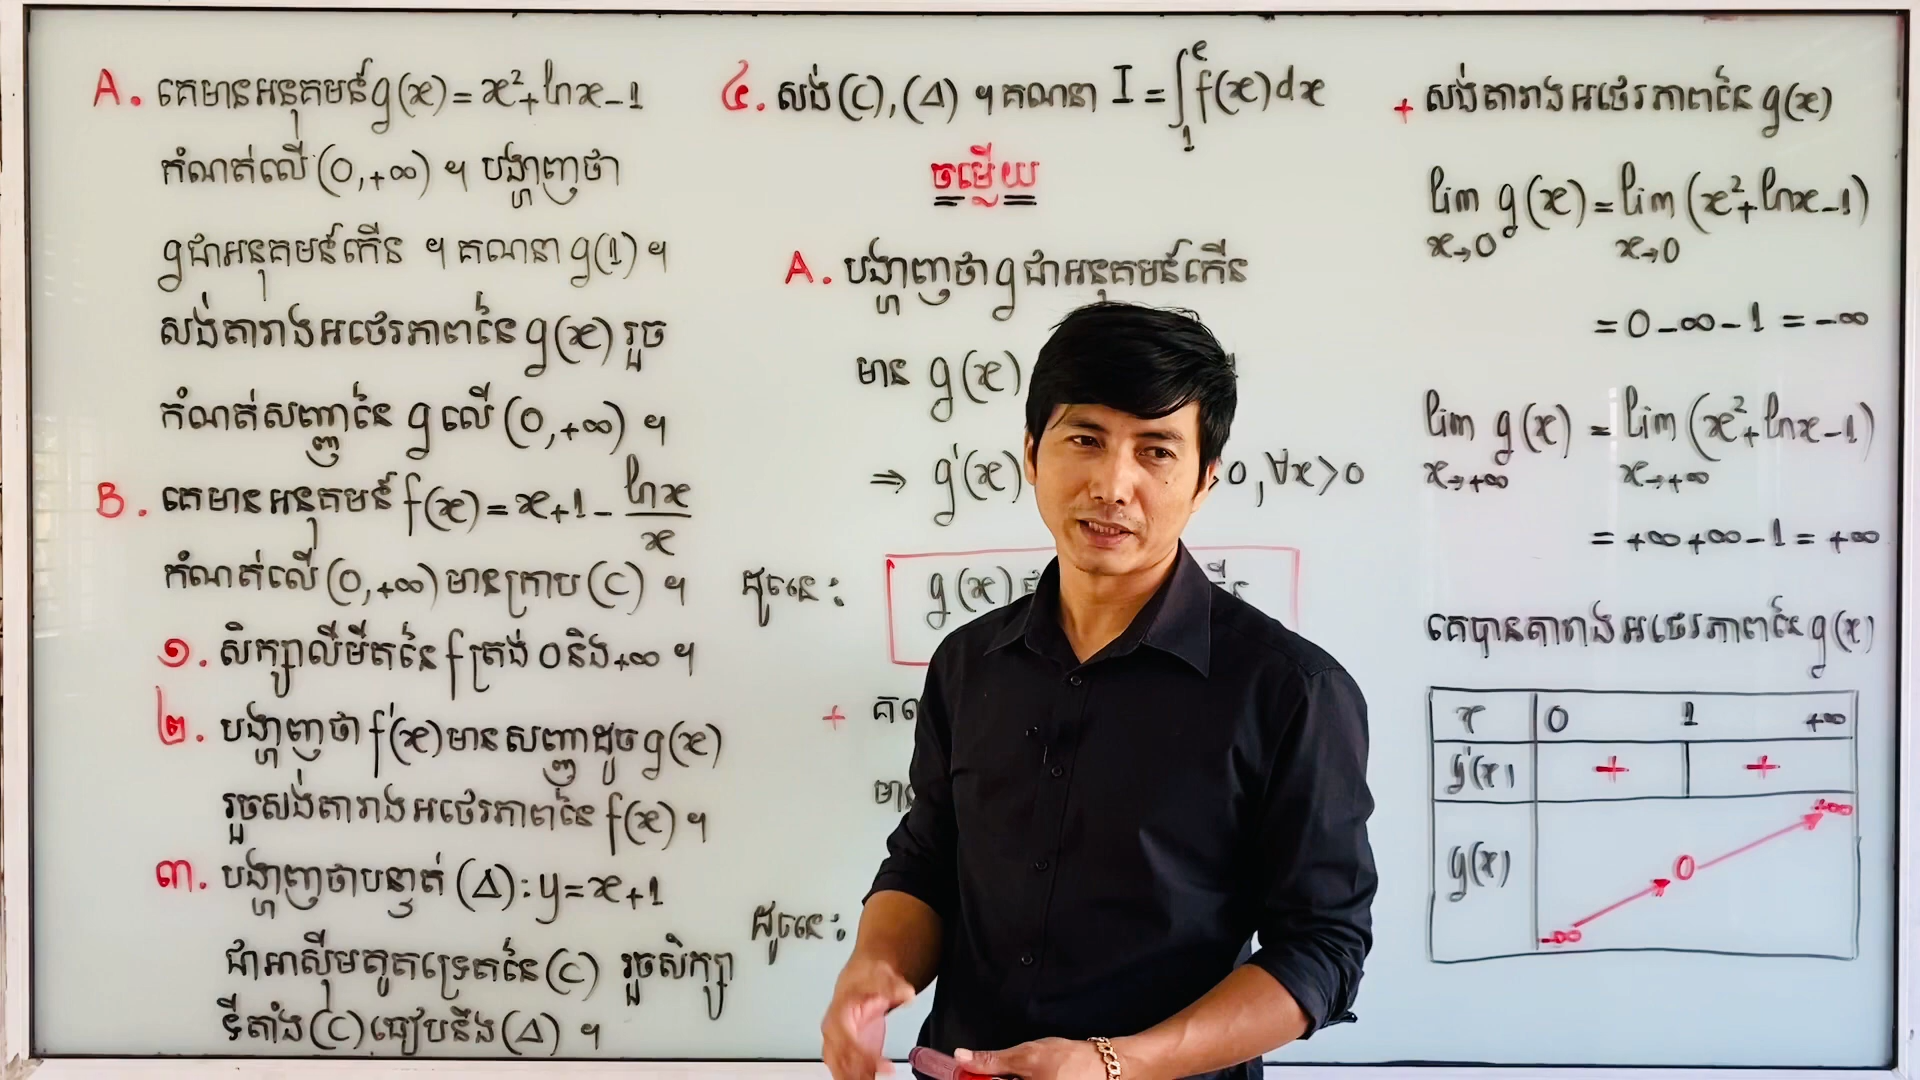 A. គេមានអនុគមន៍ g(x) = x² + lnx - 1
កំណត់លើ (0, +∞) ។ បង្ហាញថា
g ជាអនុគមន៍កើន ។ គណនា g(1) ។
សង់តារាងអថេរភាពនៃ g(x) រួច
កំណត់សញ្ញានៃ g លើ (0, +∞) ។
B. គេមានអនុគមន៍ f(x) = x + 1 - lnx/x
កំណត់លើ (0, +∞) មានក្រាប (C) ។
១. សិក្សាលីមីតនៃ f ត្រង់ 0 និង +∞ ។
២. បង្ហាញថា f'(x) មានសញ្ញាដូច g(x)
រួចសង់តារាងអថេរភាពនៃ f(x) ។
៣. បង្ហាញថាបន្ទាត់ (Δ) : y = x + 1
ជាអាស៊ីមតូតទ្រេតនៃ (C) រួចសិក្សា
ទីតាំង (C) ធៀបនឹង (Δ) ។
៤. សង់ (C), (Δ) ។ គណនា I = ∫₁ᵉ f(x)dx
ចម្លើយ
A. បង្ហាញថា g ជាអនុគមន៍កើន
មាន g(x)
⇒ g'(x) 0, ∀x > 0
ដូចនេះ: g(x)
+
ដូចនេះ:
+ សង់តារាងអថេរភាពនៃ g(x)
lim x→0 g(x) = lim x→0 (x² + lnx - 1)
= 0 - ∞ - 1 = -∞
lim x→+∞ g(x) = lim x→+∞ (x² + lnx - 1)
= +∞ + ∞ - 1 = +∞
គេបានតារាងអថេរភាពនៃ g(x)
x 0 1 +∞
g'(x) + +
g(x) -∞ 0 +∞